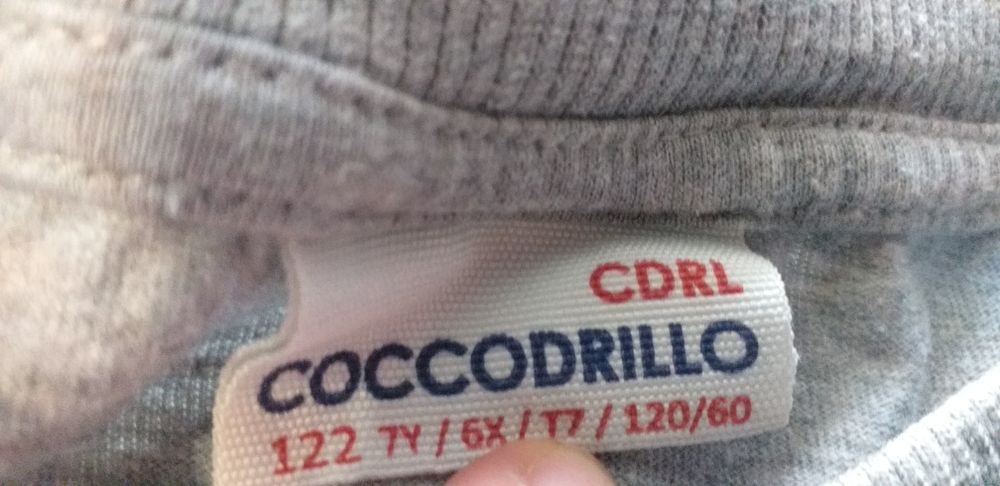 CDRL
COCCODRILLO
122 7Y / 6X / T7 / 120/60